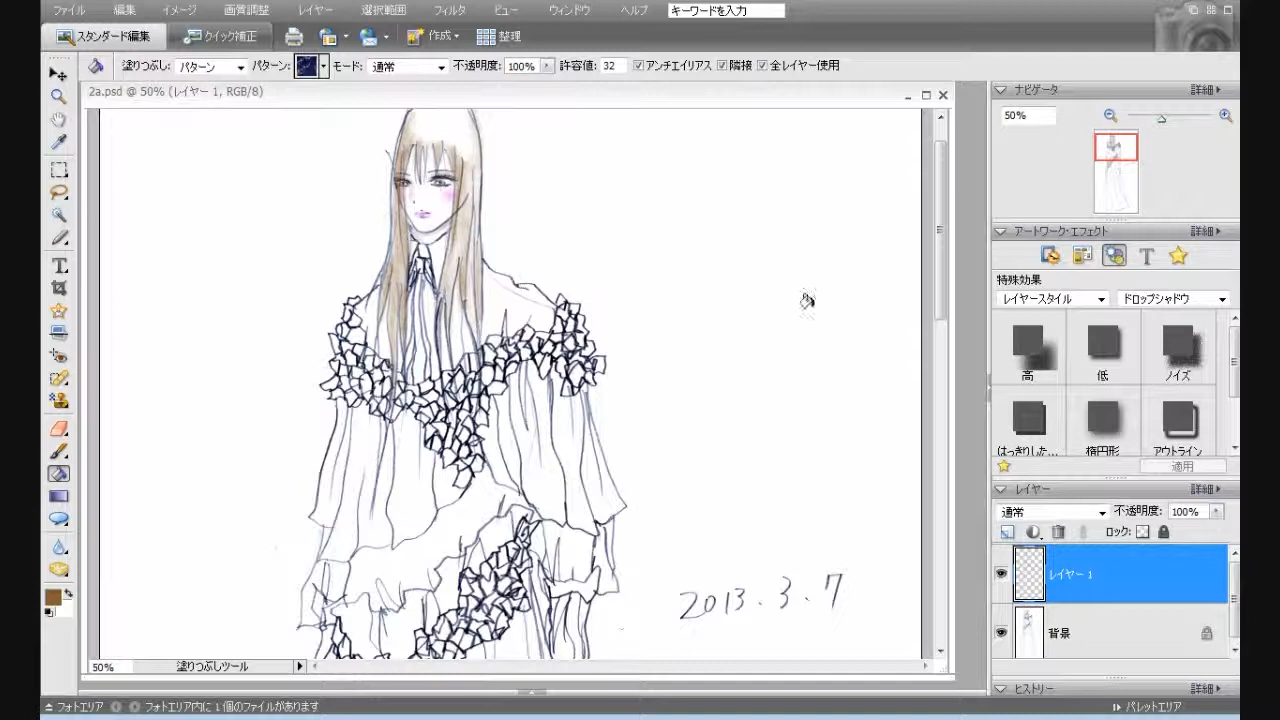 ファイル 編集 イメージ 画質調整 レイヤー 選択範囲 フィルタ ビュー ウィンドウ ヘルプ キーワードを入力
スタンダード編集 クイック補正 作成 整理
塗りつぶし: パターン パターン: モード: 通常 不透明度: 100% 許容値: 32 アンチエイリアス 隣接 全レイヤー使用
2a.psd @ 50% (レイヤー 1, RGB/8)
ナビゲータ 詳細
50%
アートワーク・エフェクト 詳細
T
特殊効果
レイヤースタイル ドロップシャドウ
高 低 ノイズ
はっきりした... 楕円形 アウトライン
適用
レイヤー 詳細
通常 不透明度: 100%
ロック:
レイヤー 1
2013.3.7
背景
50% 塗りつぶしツール
ヒストリー 詳細
フォトエリア フォトエリア内に 1 個のファイルがあります パレットエリア